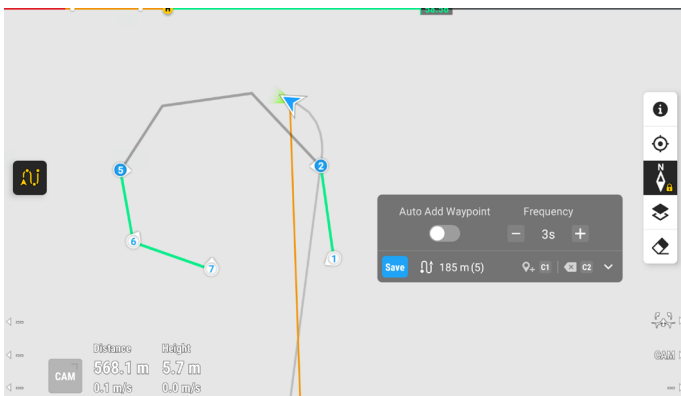 H
5
2
6
7
1
Auto Add Waypoint Frequency
3s
Save 185 m (5) C1 C2
N
Distance Height
568.1 m 5.7 m
0.1 m/s 0.0 m/s
CAM
CAM